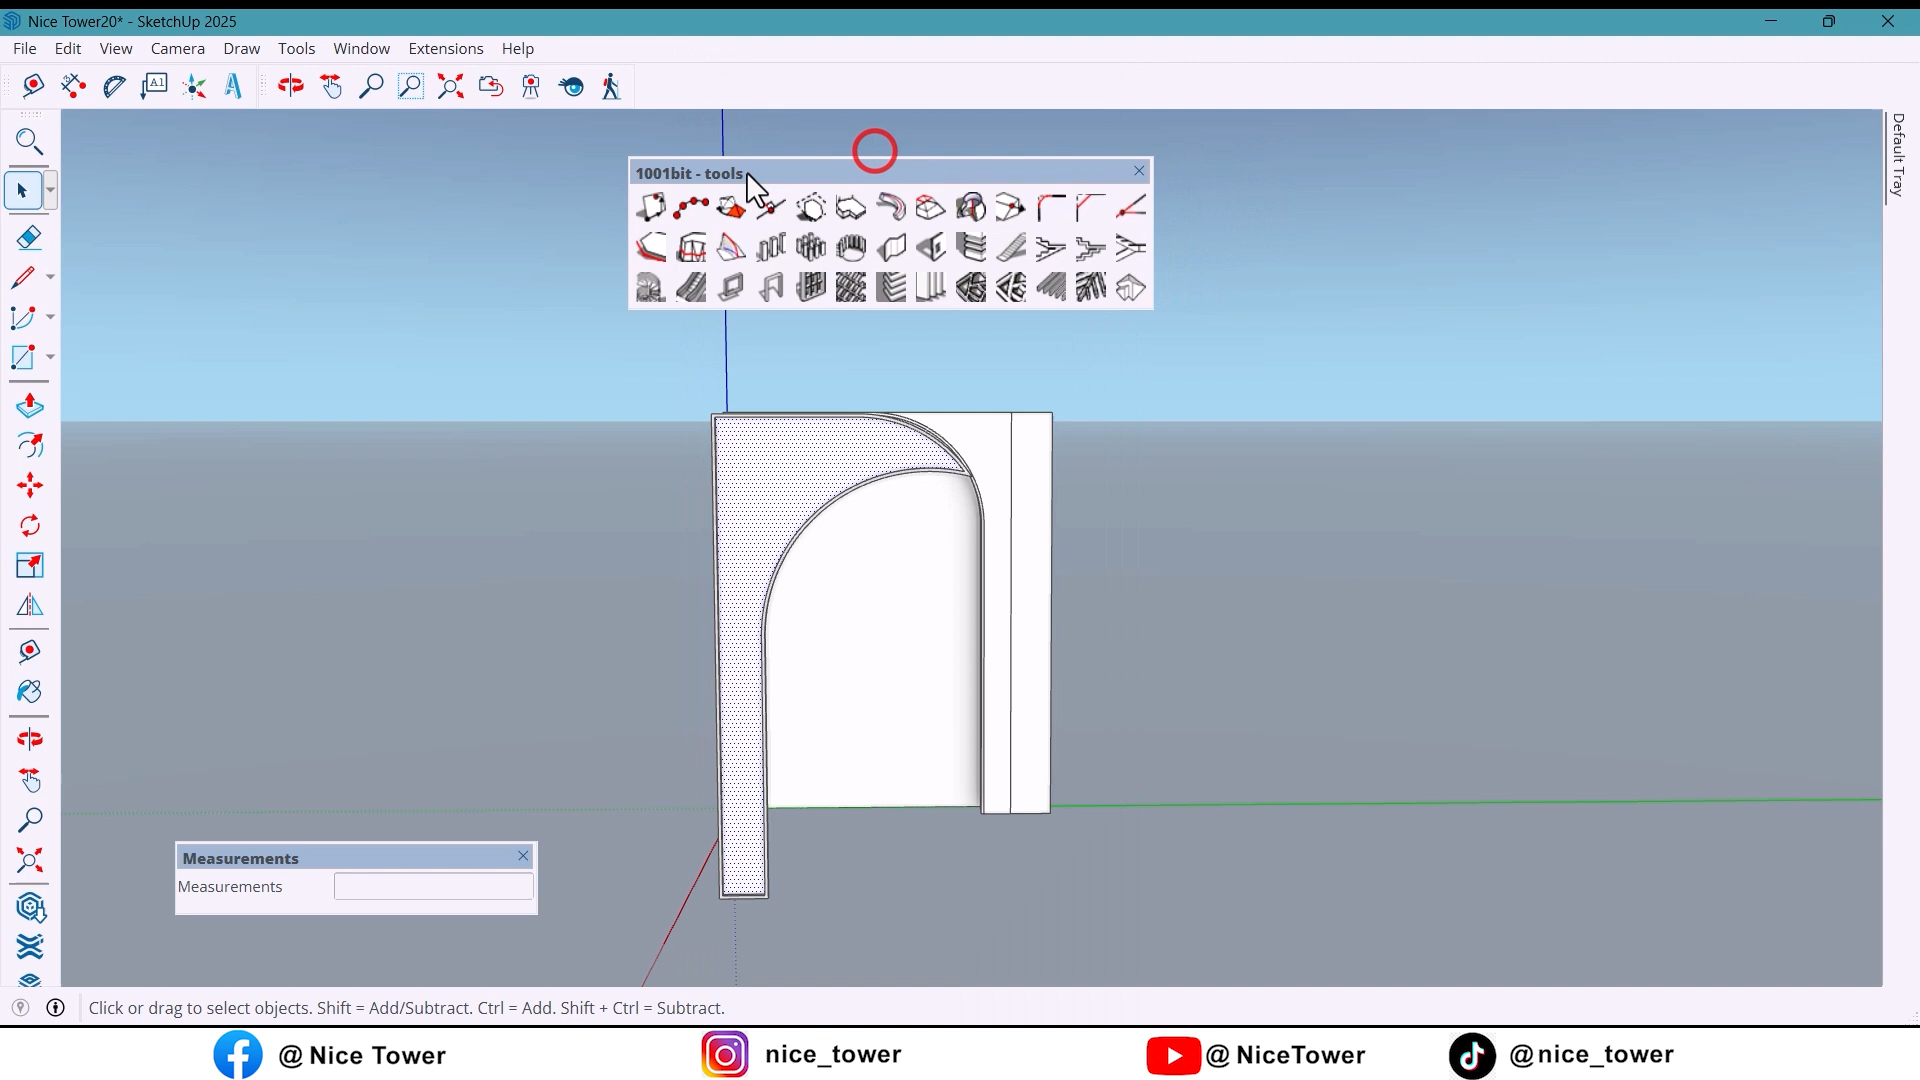 Nice Tower20* - SketchUp 2025
File Edit View Camera Draw Tools Window Extensions Help
A1
Default Tray
1001bit - tools
Measurements
Measurements
Click or drag to select objects. Shift = Add/Subtract. Ctrl = Add. Shift + Ctrl = Subtract.
@ Nice Tower
nice_tower
@ NiceTower
@nice_tower